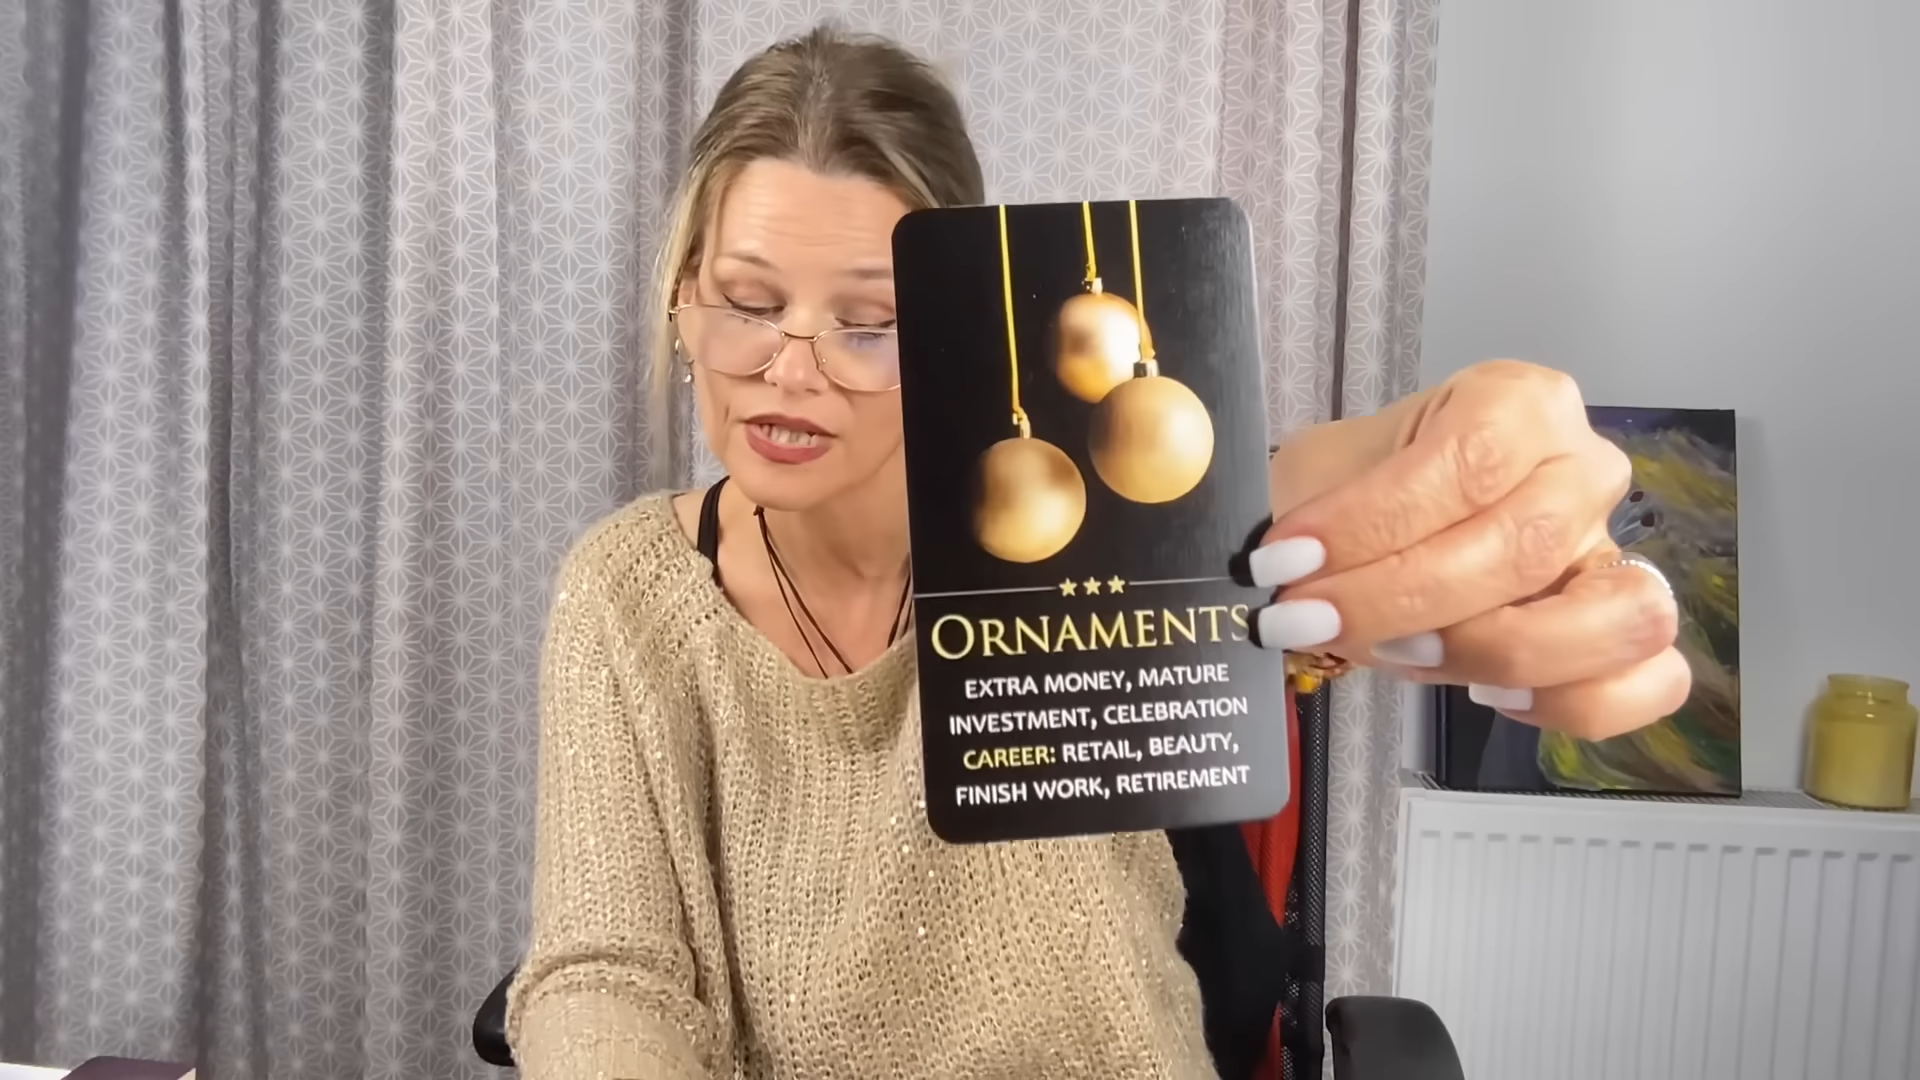 ORNAMENTS
EXTRA MONEY, MATURE
INVESTMENT, CELEBRATION
CAREER: RETAIL, BEAUTY,
FINISH WORK, RETIREMENT